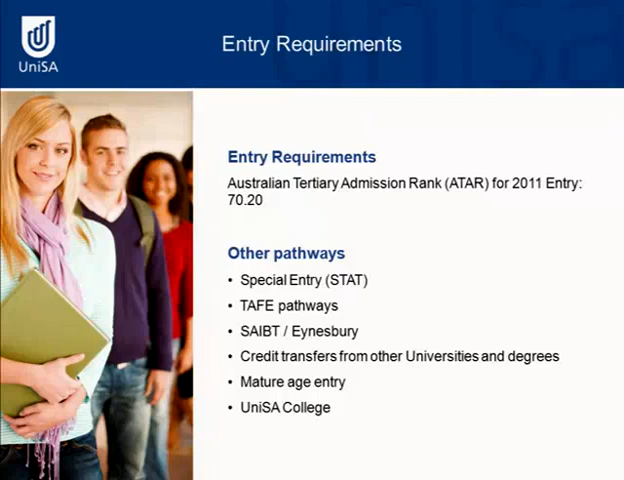 UniSA
Entry Requirements
Entry Requirements
Australian Tertiary Admission Rank (ATAR) for 2011 Entry:
70.20
Other pathways
• Special Entry (STAT)
• TAFE pathways
• SAIBT / Eynesbury
• Credit transfers from other Universities and degrees
• Mature age entry
• UniSA College